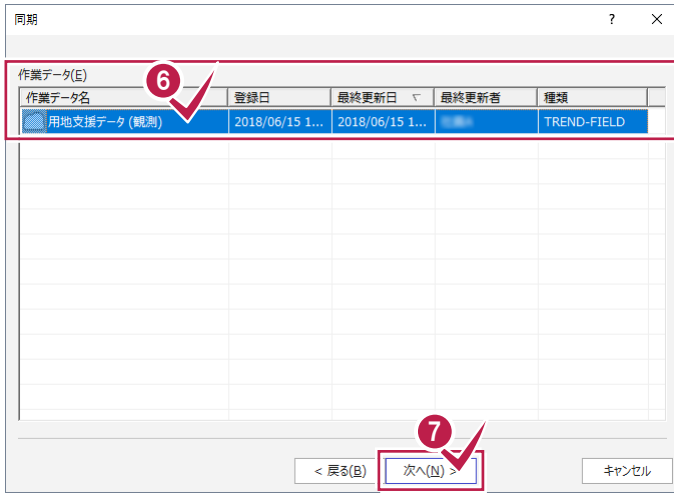 同期 ? ×
作業データ(E)
6
作業データ名 登録日 最終更新日 最終更新者 種類
用地支援データ (観測) 2018/06/15 1... 2018/06/15 1... TREND-FIELD
7
< 戻る(B) 次へ(N) > キャンセル